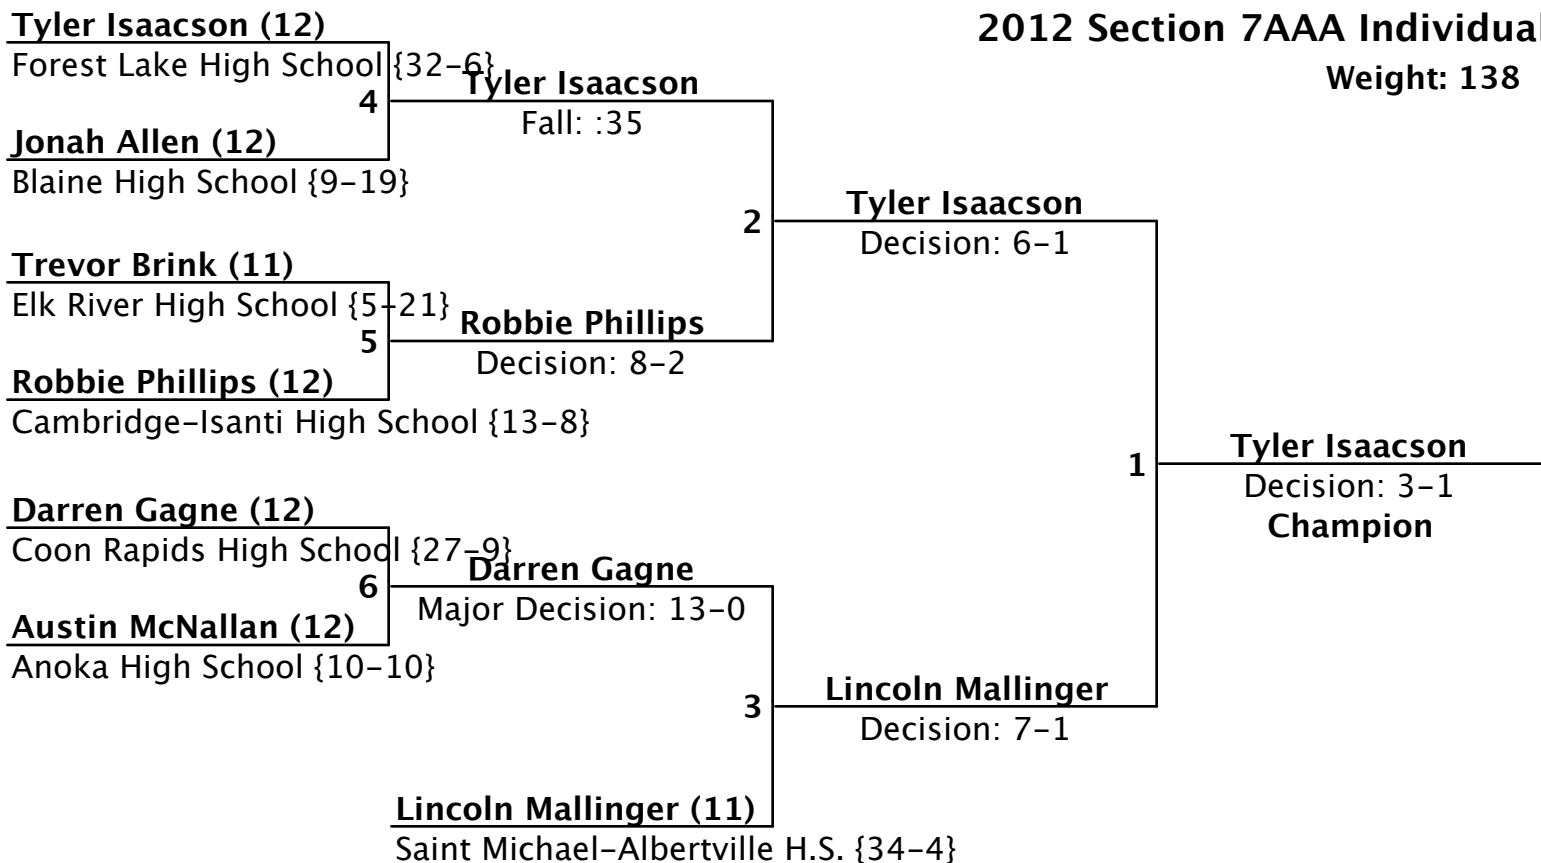 Tyler Isaacson (12)
2012 Section 7AAA Individual
Forest Lake High School {32-6}
Weight: 138
Tyler Isaacson
4
Fall: :35
Jonah Allen (12)
Blaine High School {9-19}
Tyler Isaacson
2
Decision: 6-1
Trevor Brink (11)
Elk River High School {5-21}
Robbie Phillips
5
Decision: 8-2
Robbie Phillips (12)
Cambridge-Isanti High School {13-8}
Tyler Isaacson
1
Decision: 3-1
Champion
Darren Gagne (12)
Coon Rapids High School {27-9}
Darren Gagne
6
Major Decision: 13-0
Austin McNallan (12)
Anoka High School {10-10}
Lincoln Mallinger
3
Decision: 7-1
Lincoln Mallinger (11)
Saint Michael-Albertville H.S. {34-4}